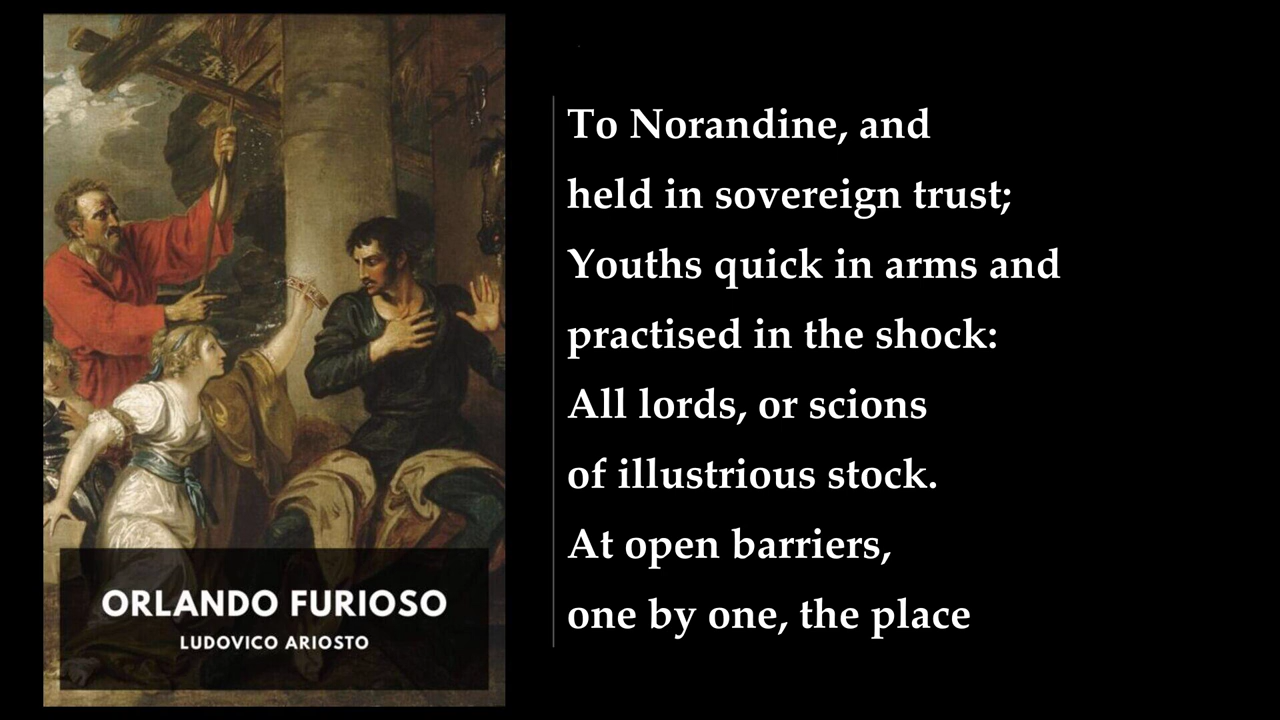 ORLANDO FURIOSO
LUDOVICO ARIOSTO
To Norandine, and
held in sovereign trust;
Youths quick in arms and
practised in the shock:
All lords, or scions
of illustrious stock.
At open barriers,
one by one, the place